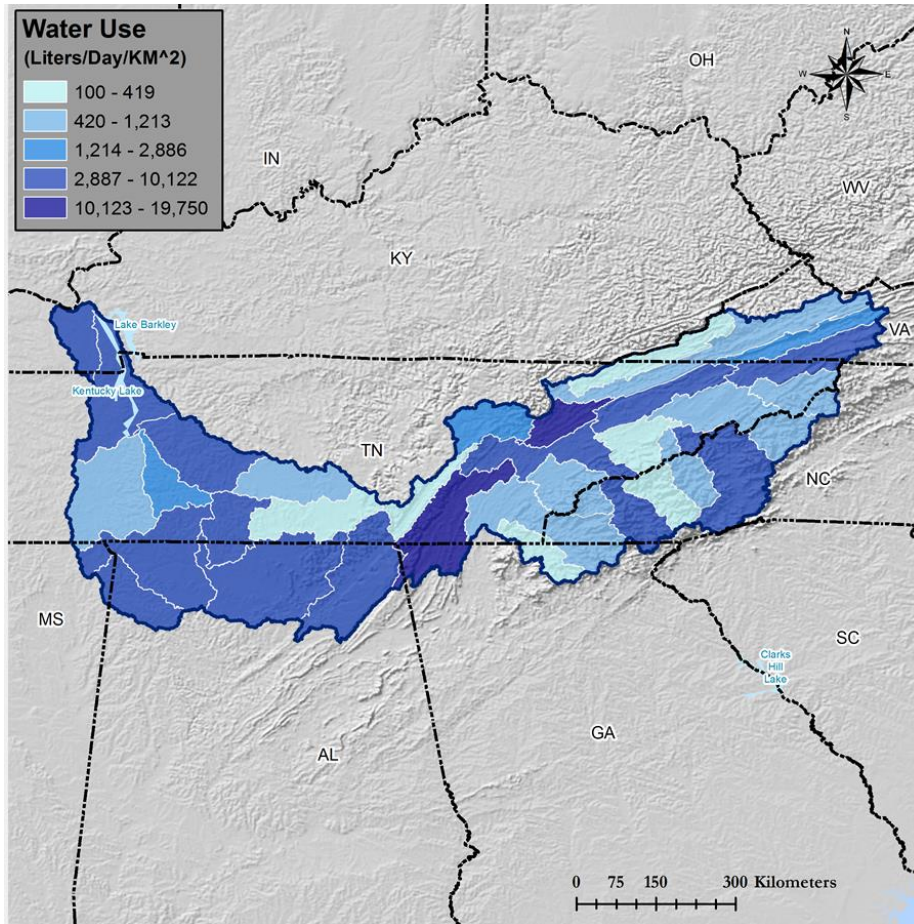 Water Use
(Liters/Day/KM^2)
100 - 419
420 - 1,213
1,214 - 2,886
2,887 - 10,122
10,123 - 19,750
N
W E
S
OH
IN
WV
KY
Lake Barkley
VA
Kentucky Lake
TN
NC
MS
SC
Clarks
Hill
Lake
GA
AL
0 75 150 300 Kilometers